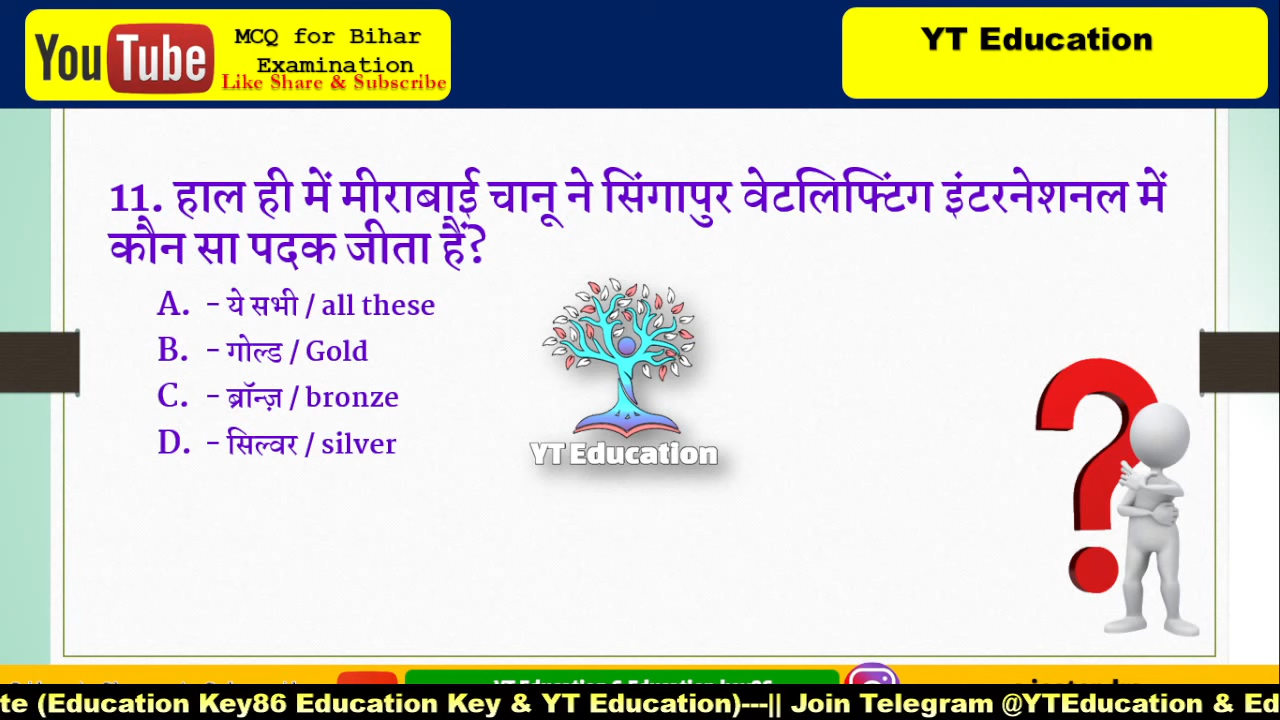 YouTube
MCQ for Bihar
Examination
Like Share & Subscribe
YT Education
11. हाल ही में मीराबाई चानू ने सिंगापुर वेटलिफ्टिंग इंटरनेशनल में
कौन सा पदक जीता हैं?
A. - ये सभी / all these
B. - गोल्ड / Gold
C. - ब्रॉन्ज़ / bronze
D. - सिल्वर / silver
YT Education
te (Education Key86 Education Key & YT Education)---|| Join Telegram @YTEducation & Ed